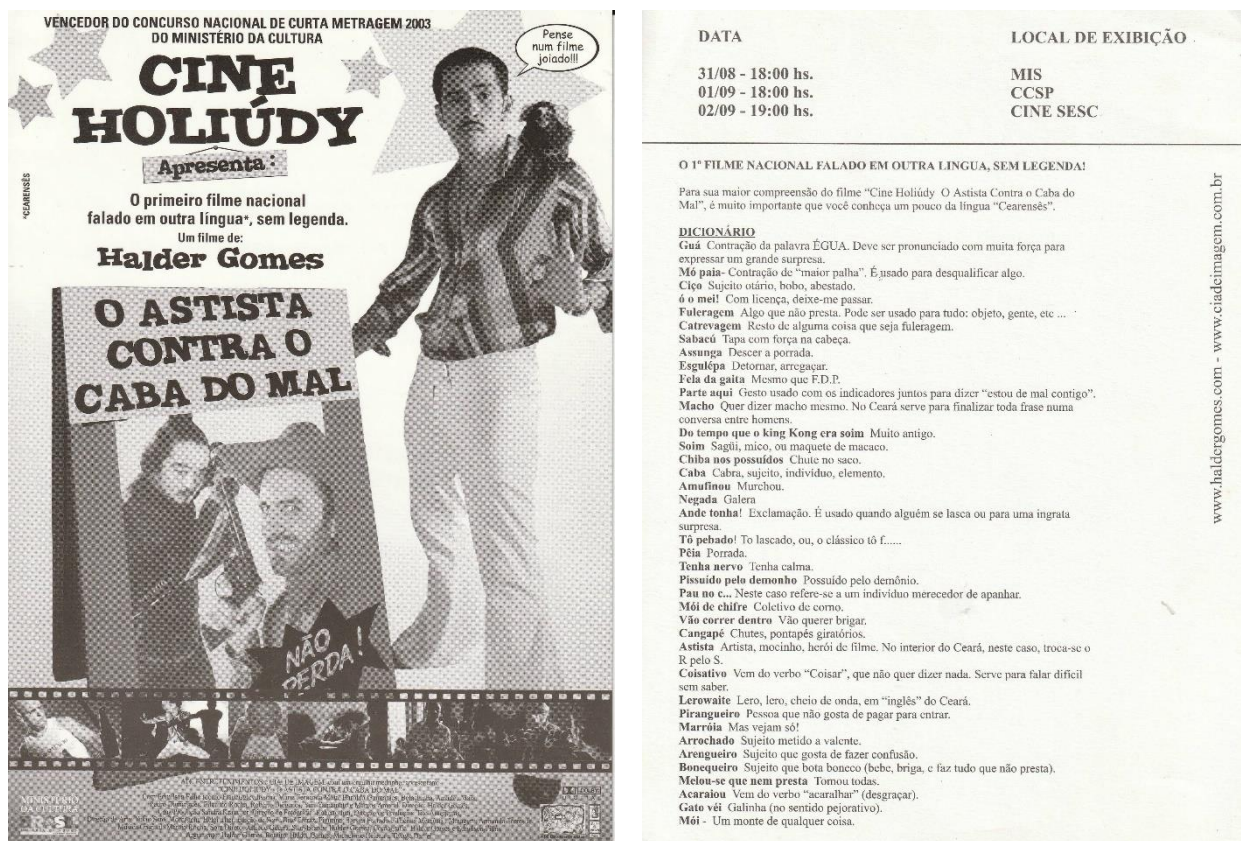 VENCEDOR DO CONCURSO NACIONAL DE CURTA METRAGEM 2003
DO MINISTÉRIO DA CULTURA
Pense
num filme
joiado!!!
CINE
HOLIÚDY
Apresenta:
*CEARENSÊS
O primeiro filme nacional
falado em outra língua*, sem legenda.
Um filme de:
Halder Gomes
O ASTISTA
CONTRA O
CABA DO MAL
NÃO
PERDA!
MINISTÉRIO
DA CULTURA
DATA LOCAL DE EXIBIÇÃO
31/08 - 18:00 hs. MIS
01/09 - 18:00 hs. CCSP
02/09 - 19:00 hs. CINE SESC
O 1º FILME NACIONAL FALADO EM OUTRA LINGUA, SEM LEGENDA!
Para sua maior compreensão do filme “Cine Holiúdy O Astista Contra o Caba do
Mal”, é muito importante que você conheça um pouco da língua “Cearensês”.
DICIONÁRIO
Guá Contração da palavra ÉGUA. Deve ser pronunciado com muita força para
expressar um grande surpresa.
Mó paia- Contração de “maior palha”. É usado para desqualificar algo.
Ciço Sujeito otário, bobo, abestado.
ó o mei! Com licença, deixe-me passar.
Fuleragem Algo que não presta. Pode ser usado para tudo: objeto, gente, etc ...
Catrevagem Resto de alguma coisa que seja fuleragem.
Sabacú Tapa com força na cabeça.
Assunga Descer a porrada.
Esgulépa Detornar, arregaçar.
Fela da gaita Mesmo que F.D.P.
Parte aqui Gesto usado com os indicadores juntos para dizer “estou de mal contigo”.
Macho Quer dizer macho mesmo. No Ceará serve para finalizar toda frase numa
conversa entre homens.
Do tempo que o king Kong era soim Muito antigo.
Soim Sagüi, mico, ou maquete de macaco.
Chiba nos possuídos Chute no saco.
Caba Cabra, sujeito, indivíduo, elemento.
Amufinou Murchou.
Negada Galera
Ande tonha! Exclamação. É usado quando alguém se lasca ou para uma ingrata
surpresa.
Tô pebado! To lascado, ou, o clássico tô f......
Pêia Porrada.
Tenha nervo Tenha calma.
Pissuído pelo demonho Possuído pelo demônio.
Pau no c... Neste caso refere-se a um indivíduo merecedor de apanhar.
Mói de chifre Coletivo de corno.
Vão correr dentro Vão querer brigar.
Cangapé Chutes, pontapés giratórios.
Astista Artista, mocinho, herói de filme. No interior do Ceará, neste caso, troca-se o
R pelo S.
Coisativo Vem do verbo “Coisar”, que não quer dizer nada. Serve para falar difícil
sem saber.
Lerowaite Lero, lero, cheio de onda, em “inglês” do Ceará.
Pirangueiro Pessoa que não gosta de pagar para entrar.
Marróia Mas vejam só!
Arrochado Sujeito metido a valente.
Arengueiro Sujeito que gosta de fazer confusão.
Bonequeiro Sujeito que bota boneco (bebe, briga, e faz tudo que não presta).
Melou-se que nem presta Tomou todas.
Acaraiou Vem do verbo “acaralhar” (desgraçar).
Gato véi Galinha (no sentido pejorativo).
Mói - Um monte de qualquer coisa.
www.haldergomes.com - www.ciadeimagem.com.br